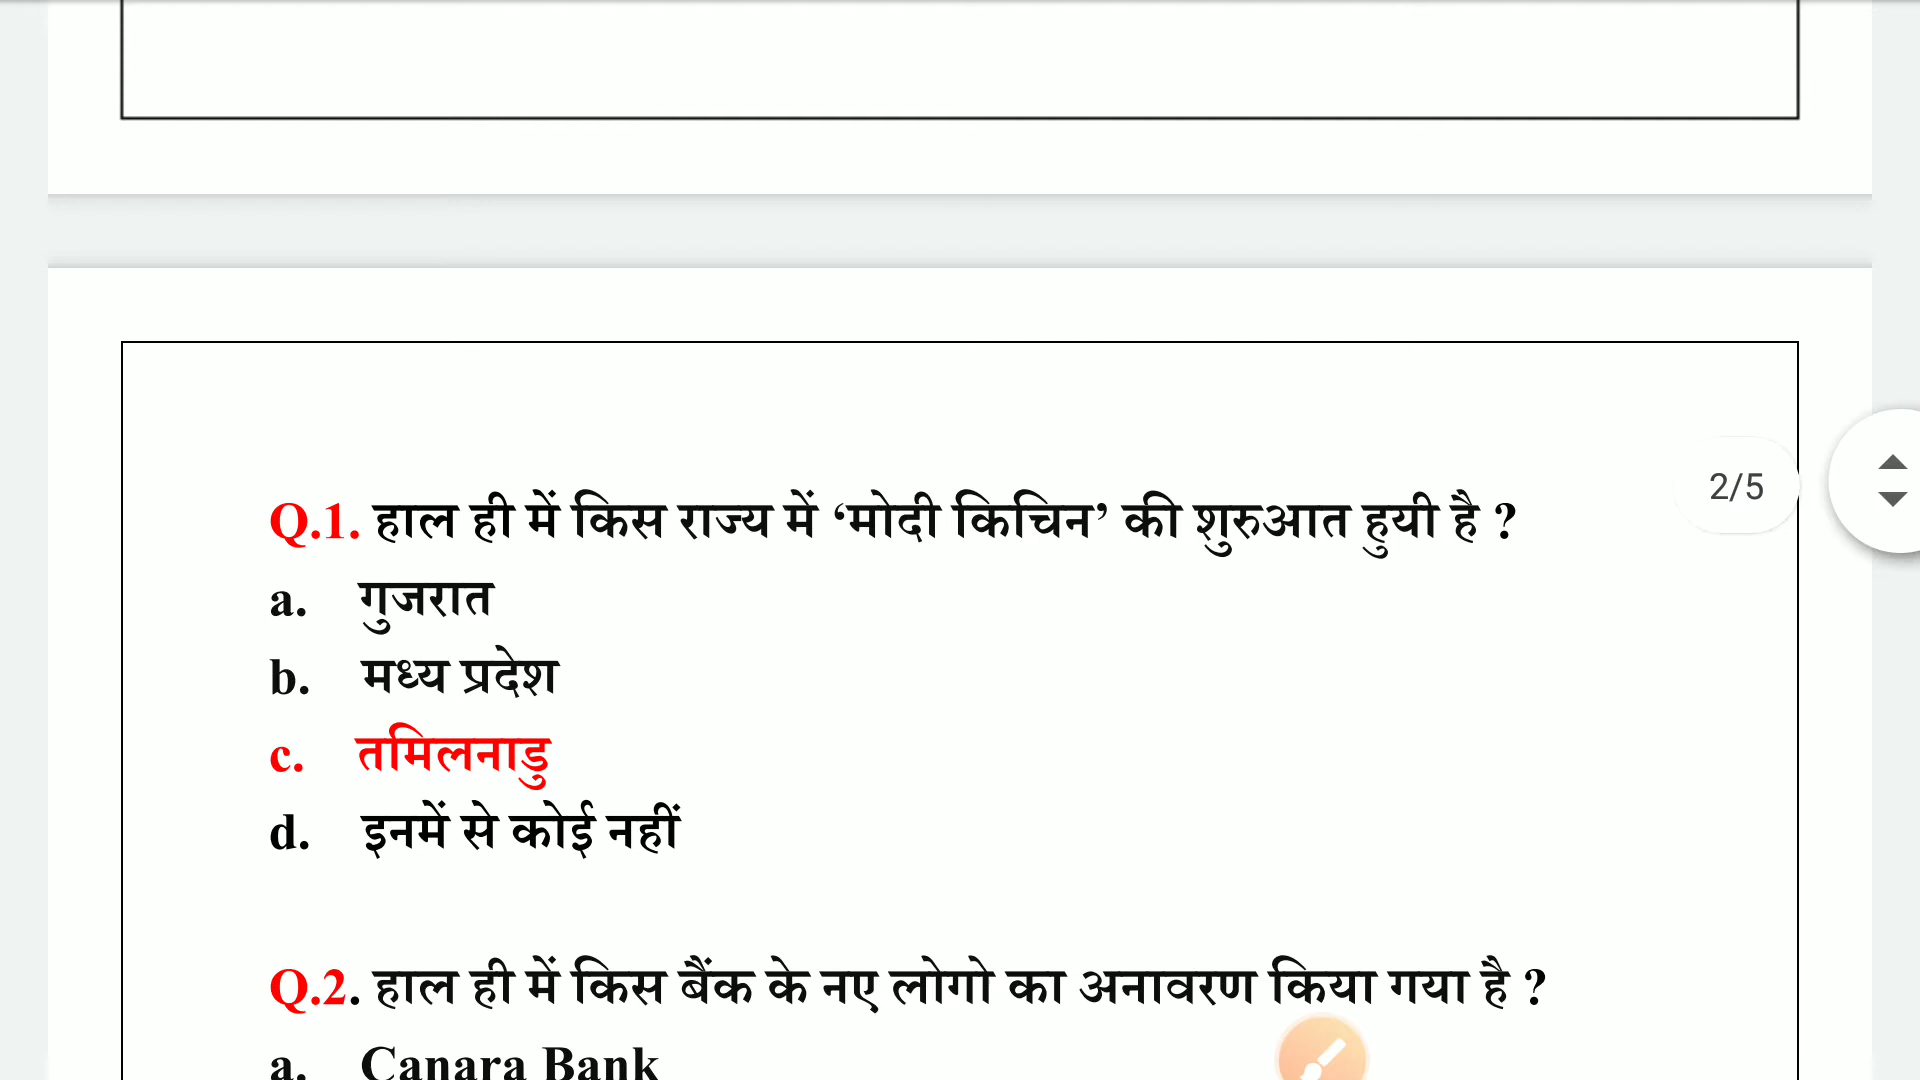 Q.1. हाल ही में किस राज्य में ‘मोदी किचिन’ की शुरुआत हुयी है ?
2/5
a. गुजरात
b. मध्य प्रदेश
c. तमिलनाडु
d. इनमें से कोई नहीं
Q.2. हाल ही में किस बैंक के नए लोगो का अनावरण किया गया है ?
a. Canara Bank